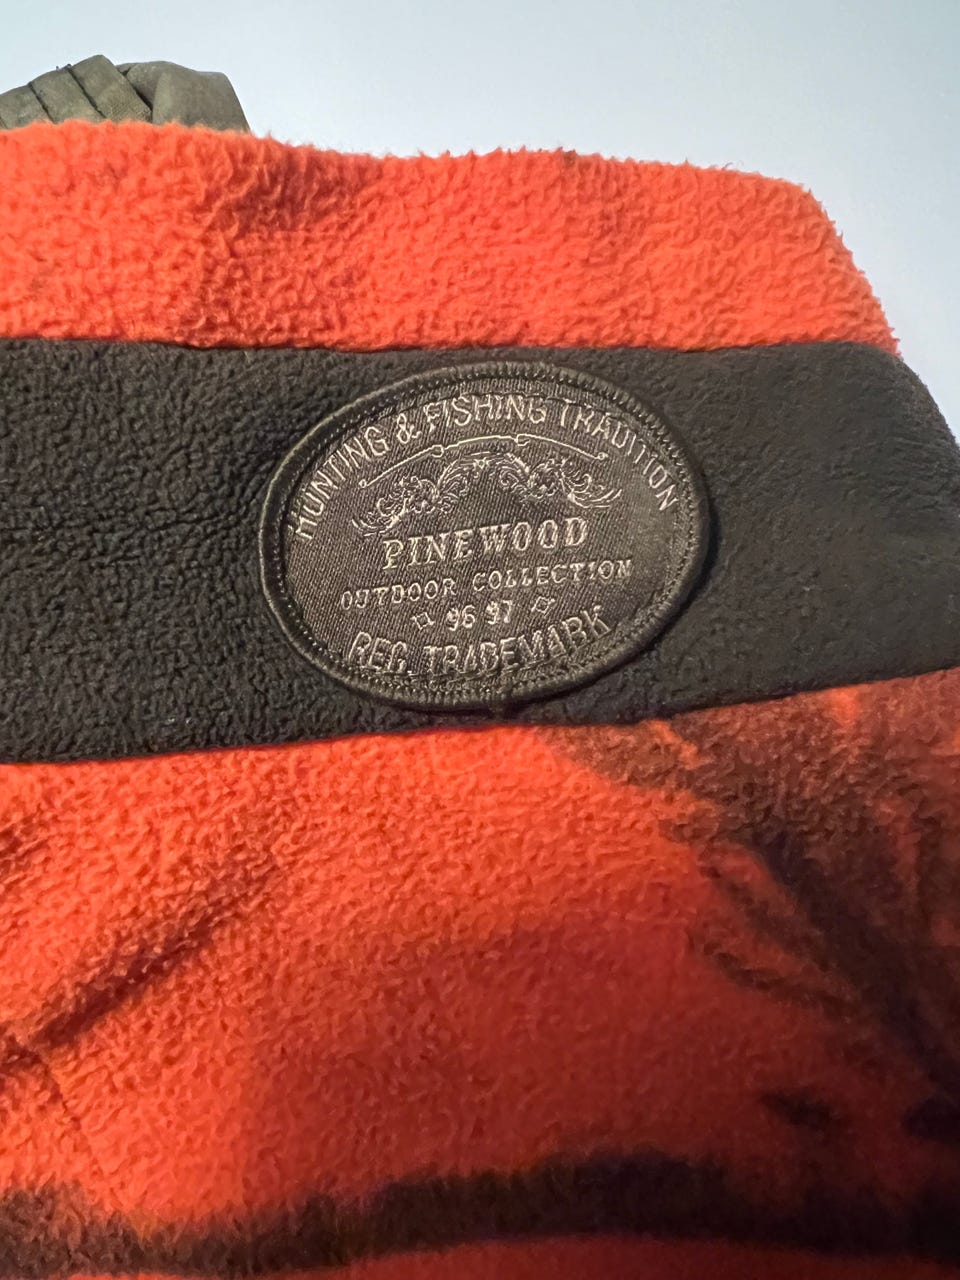 HUNTING & FISHING TRADITION
PINEWOOD
OUTDOOR COLLECTION
96 97
REG. TRADEMARK